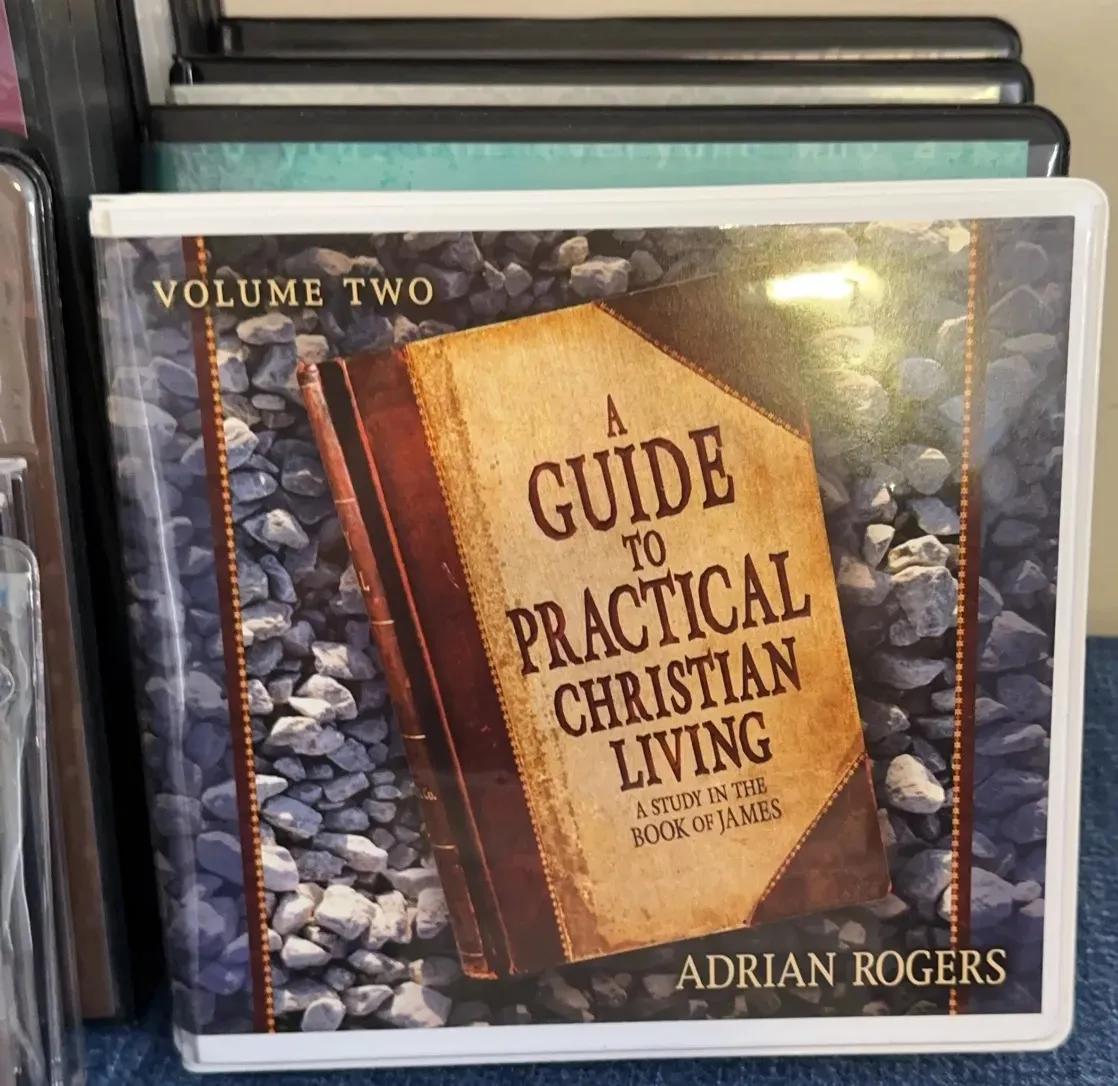 VOLUME TWO
A
GUIDE
TO
PRACTICAL
CHRISTIAN
LIVING
A STUDY IN THE
BOOK OF JAMES
ADRIAN ROGERS